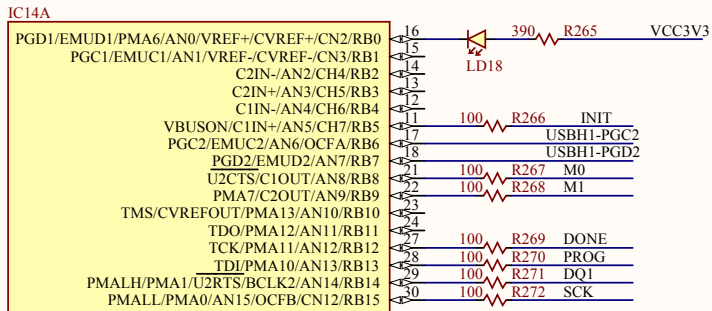 IC14A
PGD1/EMUD1/PMA6/AN0/VREF+/CVREF+/CN2/RB0 16 LD18 390 R265 VCC3V3
PGC1/EMUC1/AN1/VREF-/CVREF-/CN3/RB1 15
C2IN-/AN2/CH4/RB2 14
C2IN+/AN3/CH5/RB3 13
C1IN-/AN4/CH6/RB4 12
VBUSON/C1IN+/AN5/CH7/RB5 11 100 R266 INIT
PGC2/EMUC2/AN6/OCFA/RB6 17 USBH1-PGC2
PGD2/EMUD2/AN7/RB7 18 USBH1-PGD2
U2CTS/C1OUT/AN8/RB8 21 100 R267 M0
PMA7/C2OUT/AN9/RB9 22 100 R268 M1
TMS/CVREFOUT/PMA13/AN10/RB10 23
TDO/PMA12/AN11/RB11 24
TCK/PMA11/AN12/RB12 27 100 R269 DONE
TDI/PMA10/AN13/RB13 28 100 R270 PROG
PMALH/PMA1/U2RTS/BCLK2/AN14/RB14 29 100 R271 DQ1
PMALL/PMA0/AN15/OCFB/CN12/RB15 30 100 R272 SCK